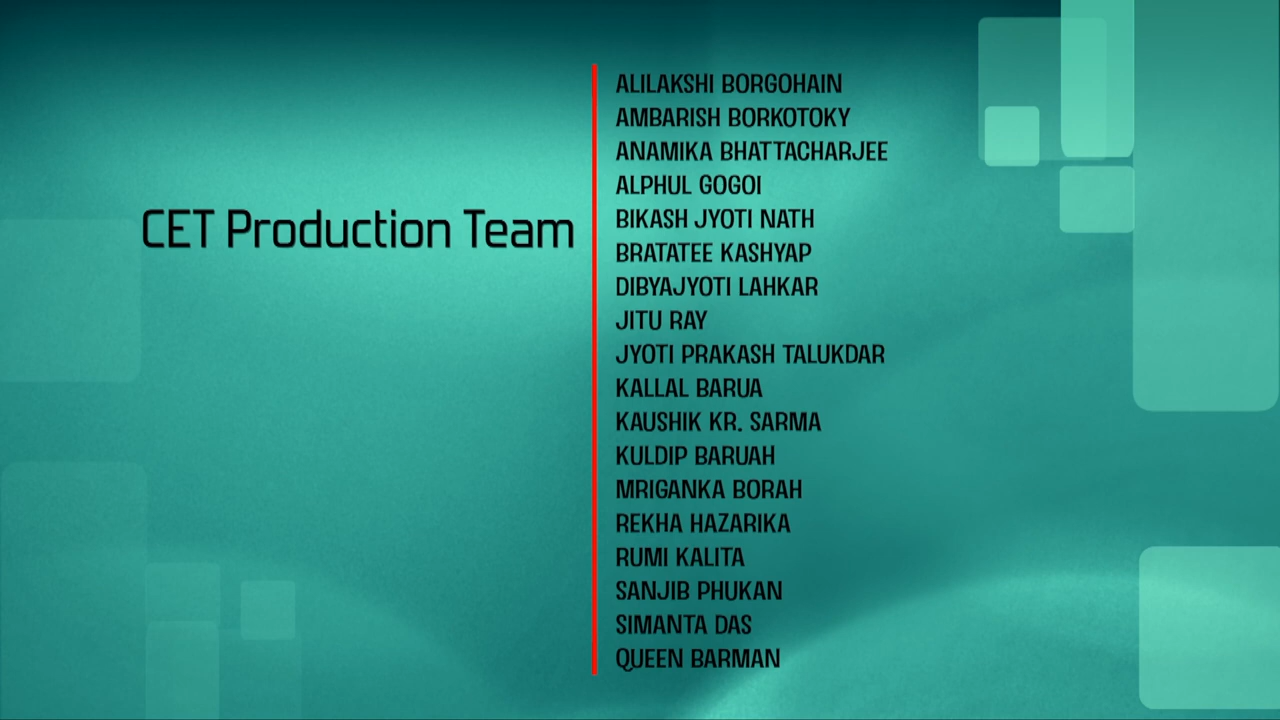 CET Production Team
ALILAKSHI BORGOHAIN
AMBARISH BORKOTOKY
ANAMIKA BHATTACHARJEE
ALPHUL GOGOI
BIKASH JYOTI NATH
BRATATEE KASHYAP
DIBYAJYOTI LAHKAR
JITU RAY
JYOTI PRAKASH TALUKDAR
KALLAL BARUA
KAUSHIK KR. SARMA
KULDIP BARUAH
MRIGANKA BORAH
REKHA HAZARIKA
RUMI KALITA
SANJIB PHUKAN
SIMANTA DAS
QUEEN BARMAN